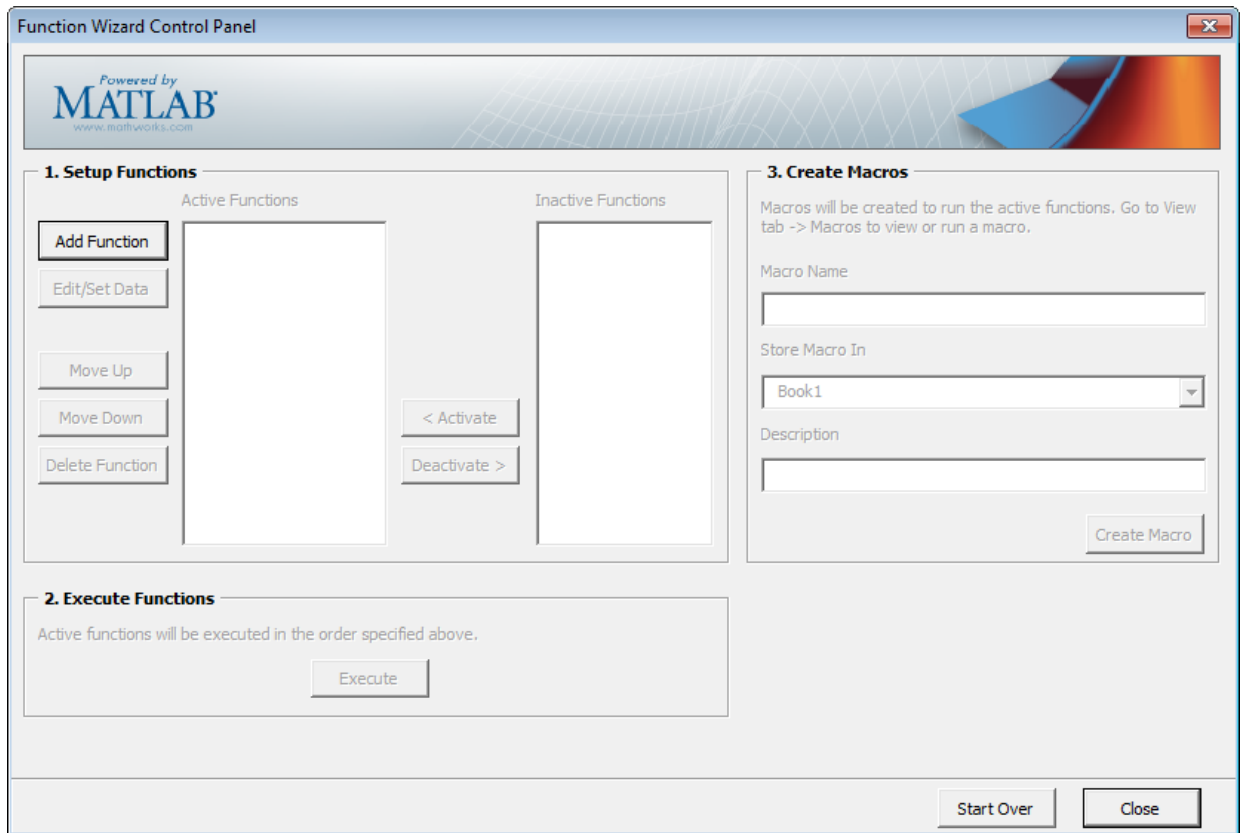 Function Wizard Control Panel
Powered by
MATLAB
www.mathworks.com
1. Setup Functions
Active Functions
Inactive Functions
Add Function
Edit/Set Data
Move Up
Move Down
Delete Function
< Activate
Deactivate >
3. Create Macros
Macros will be created to run the active functions. Go to View
tab -> Macros to view or run a macro.
Macro Name
Store Macro In
Book1
Description
Create Macro
2. Execute Functions
Active functions will be executed in the order specified above.
Execute
Start Over
Close